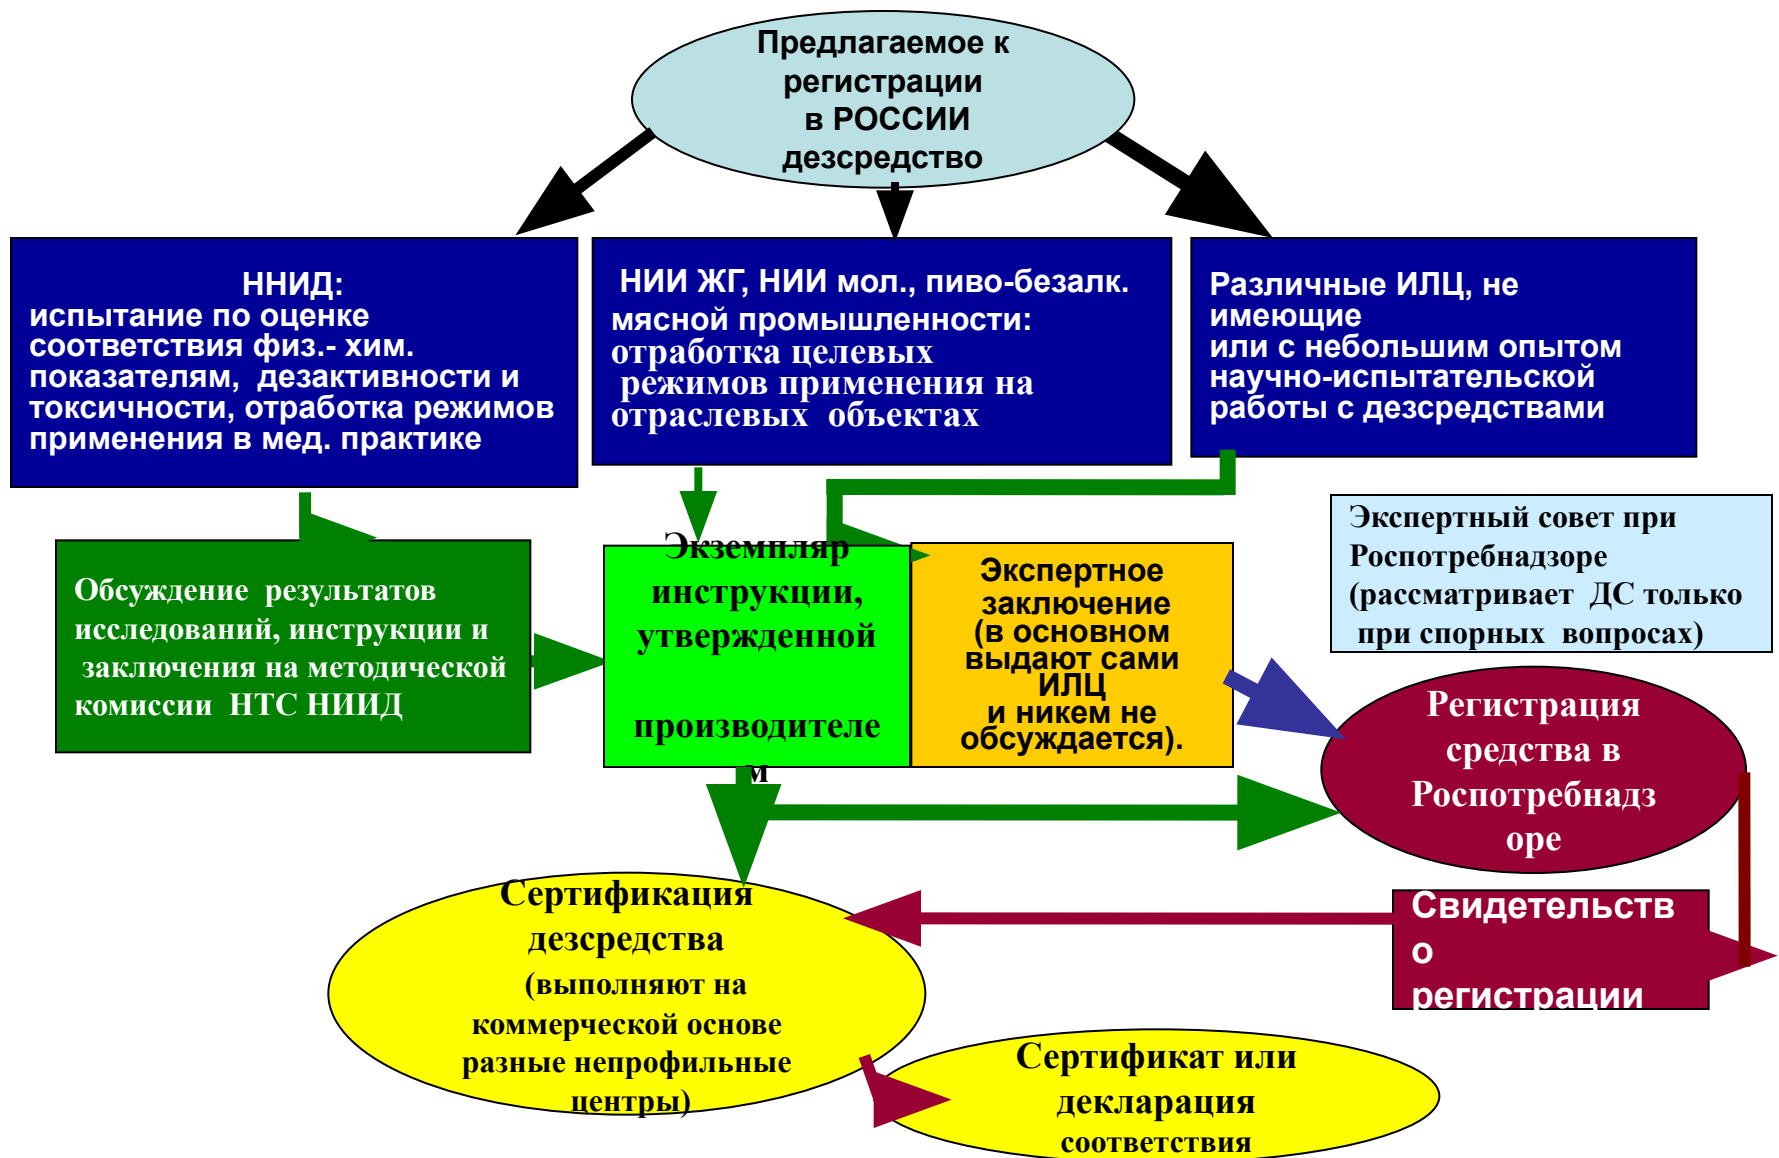 Предлагаемое к
регистрации
в РОССИИ
дезсредство
ННИД:
испытание по оценке
соответствия физ.- хим.
показателям, дезактивности и
токсичности, отработка режимов
применения в мед. практике
НИИ ЖГ, НИИ мол., пиво-безалк.
мясной промышленности:
отработка целевых
режимов применения на
отраслевых объектах
Различные ИЛЦ, не
имеющие
или с небольшим опытом
научно-испытательской
работы с дезсредствами
Обсуждение результатов
исследований, инструкции и
заключения на методической
комиссии НТС НИИД
Экземпляр
инструкции,
утвержденной
производителе
м
Экспертное
заключение
(в основном
выдают сами
ИЛЦ
и никем не
обсуждается).
Экспертный совет при
Роспотребнадзоре
(рассматривает ДС только
при спорных вопросах)
Регистрация
средства в
Роспотребнадз
оре
Свидетельств
о
регистрации
Сертификация
дезсредства
(выполняют на
коммерческой основе
разные непрофильные
центры)
Сертификат или
декларация
соответствия